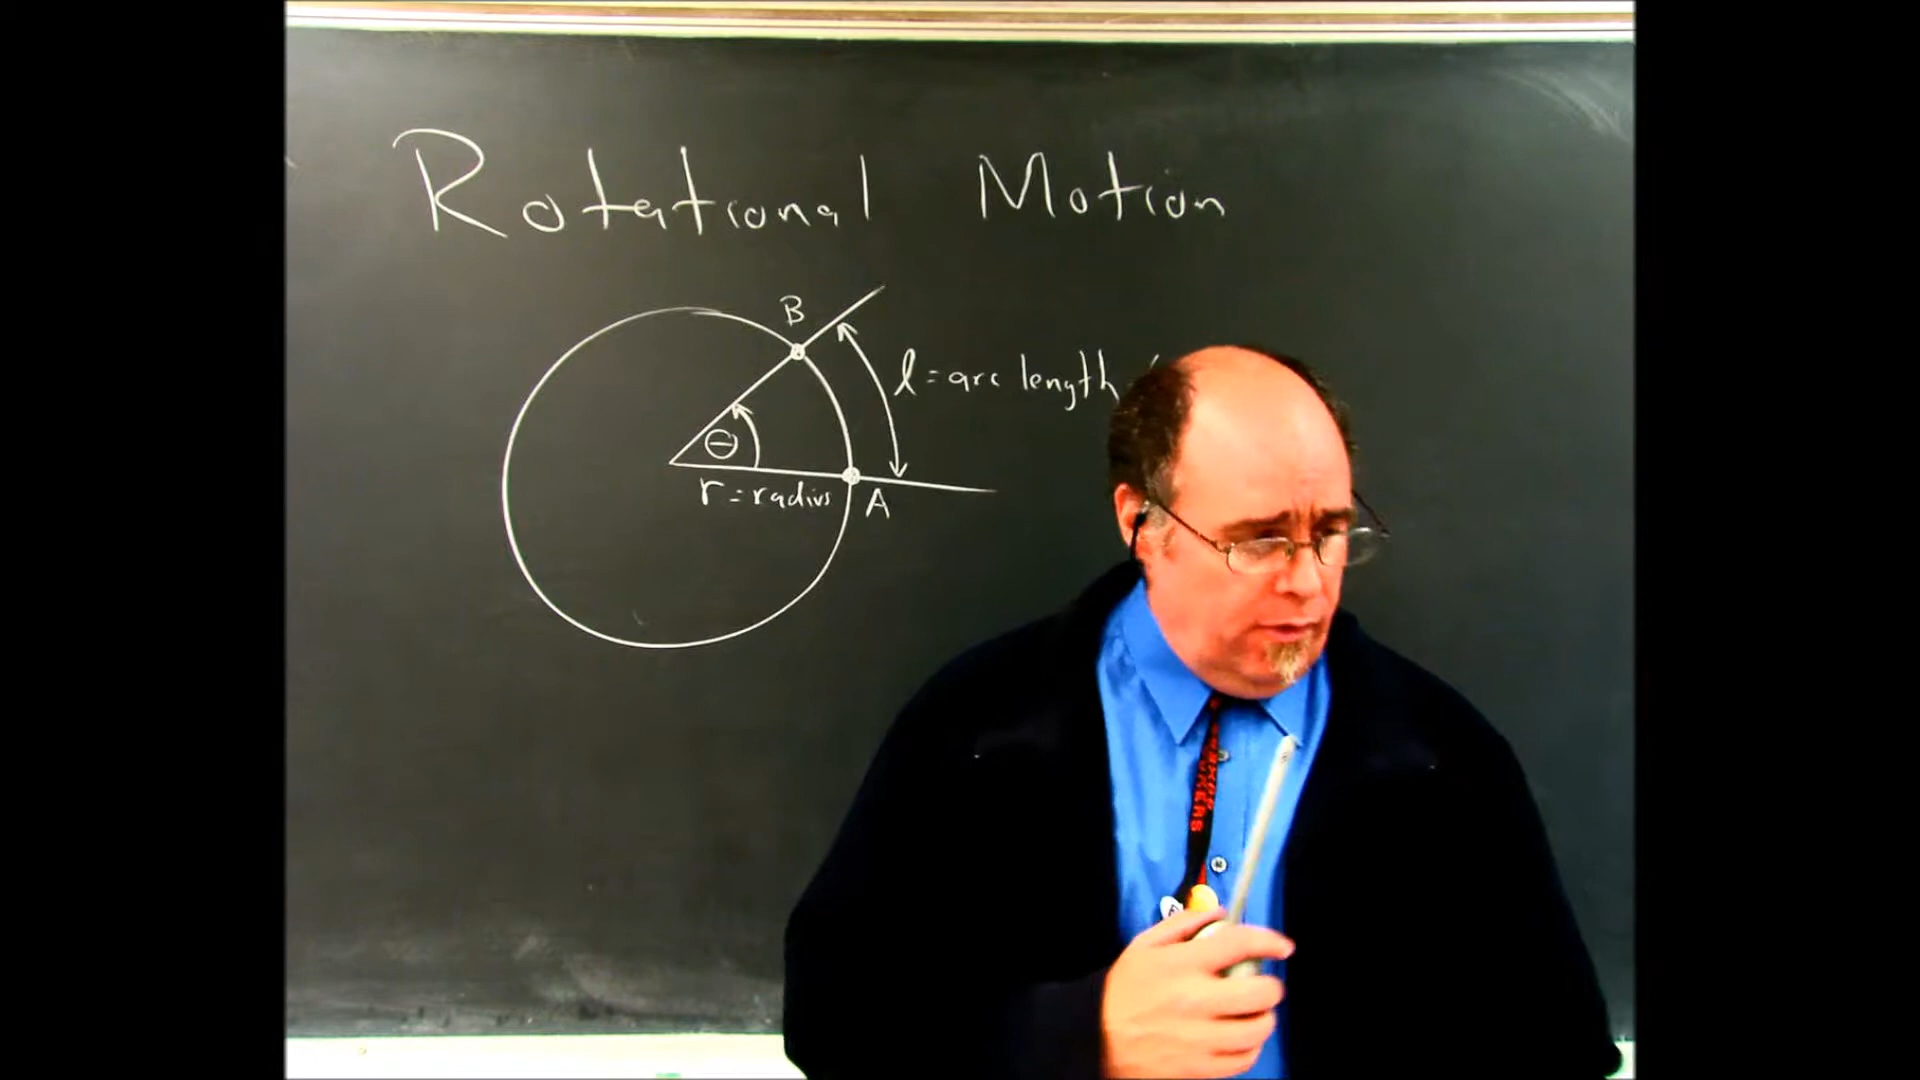 Rotational Motion
B
l = arc length
θ
r = radius
A